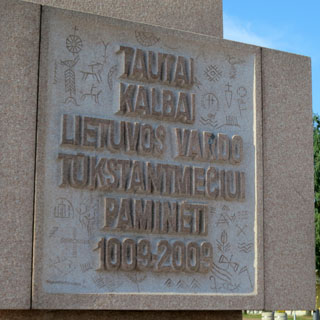 TAUTAI
KALBAI
LIETUVOS VARDO
TŪKSTANTMEČIUI
PAMINĖTI
1009-2009